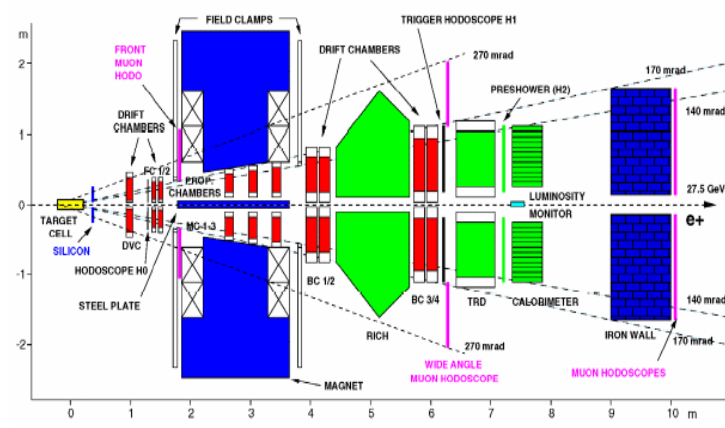 m
FIELD CLAMPS
TRIGGER HODOSCOPE H1
2
FRONT
MUON
HODO
DRIFT CHAMBERS
270 mrad
170 mrad
PRESHOWER (H2)
DRIFT
CHAMBERS
140 mrad
1
FC 1/2
PROP.
CHAMBERS
27.5 GeV
0
LUMINOSITY
MONITOR
e+
TARGET
CELL
SILICON
DVC
MC 1-3
HODOSCOPE H0
-1
STEEL PLATE
BC 1/2
BC 3/4
TRD
CALORIMETER
140 mrad
RICH
IRON WALL
170 mrad
-2
270 mrad
WIDE ANGLE
MUON HODOSCOPE
MUON HODOSCOPES
MAGNET
0 1 2 3 4 5 6 7 8 9 10 m